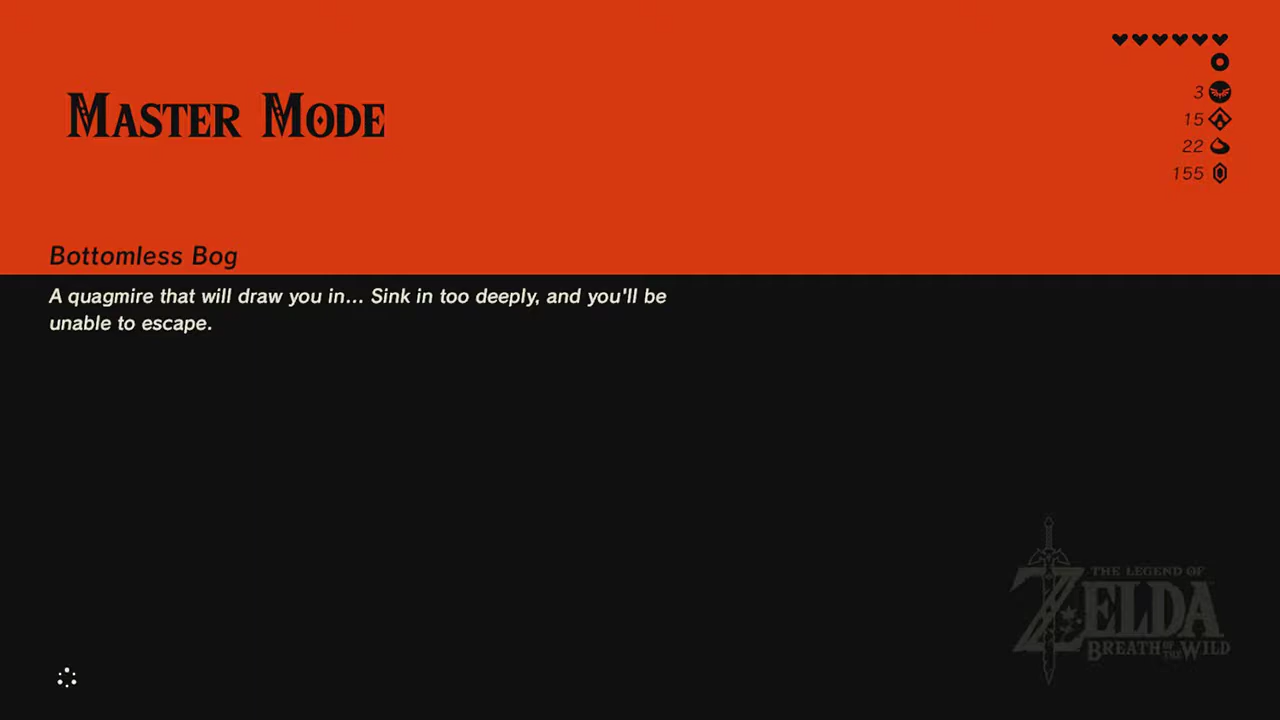 MASTER MODE
3
15
22
155
Bottomless Bog
A quagmire that will draw you in... Sink in too deeply, and you'll be
unable to escape.
THE LEGEND OF
ZELDA
BREATH OF THE WILD